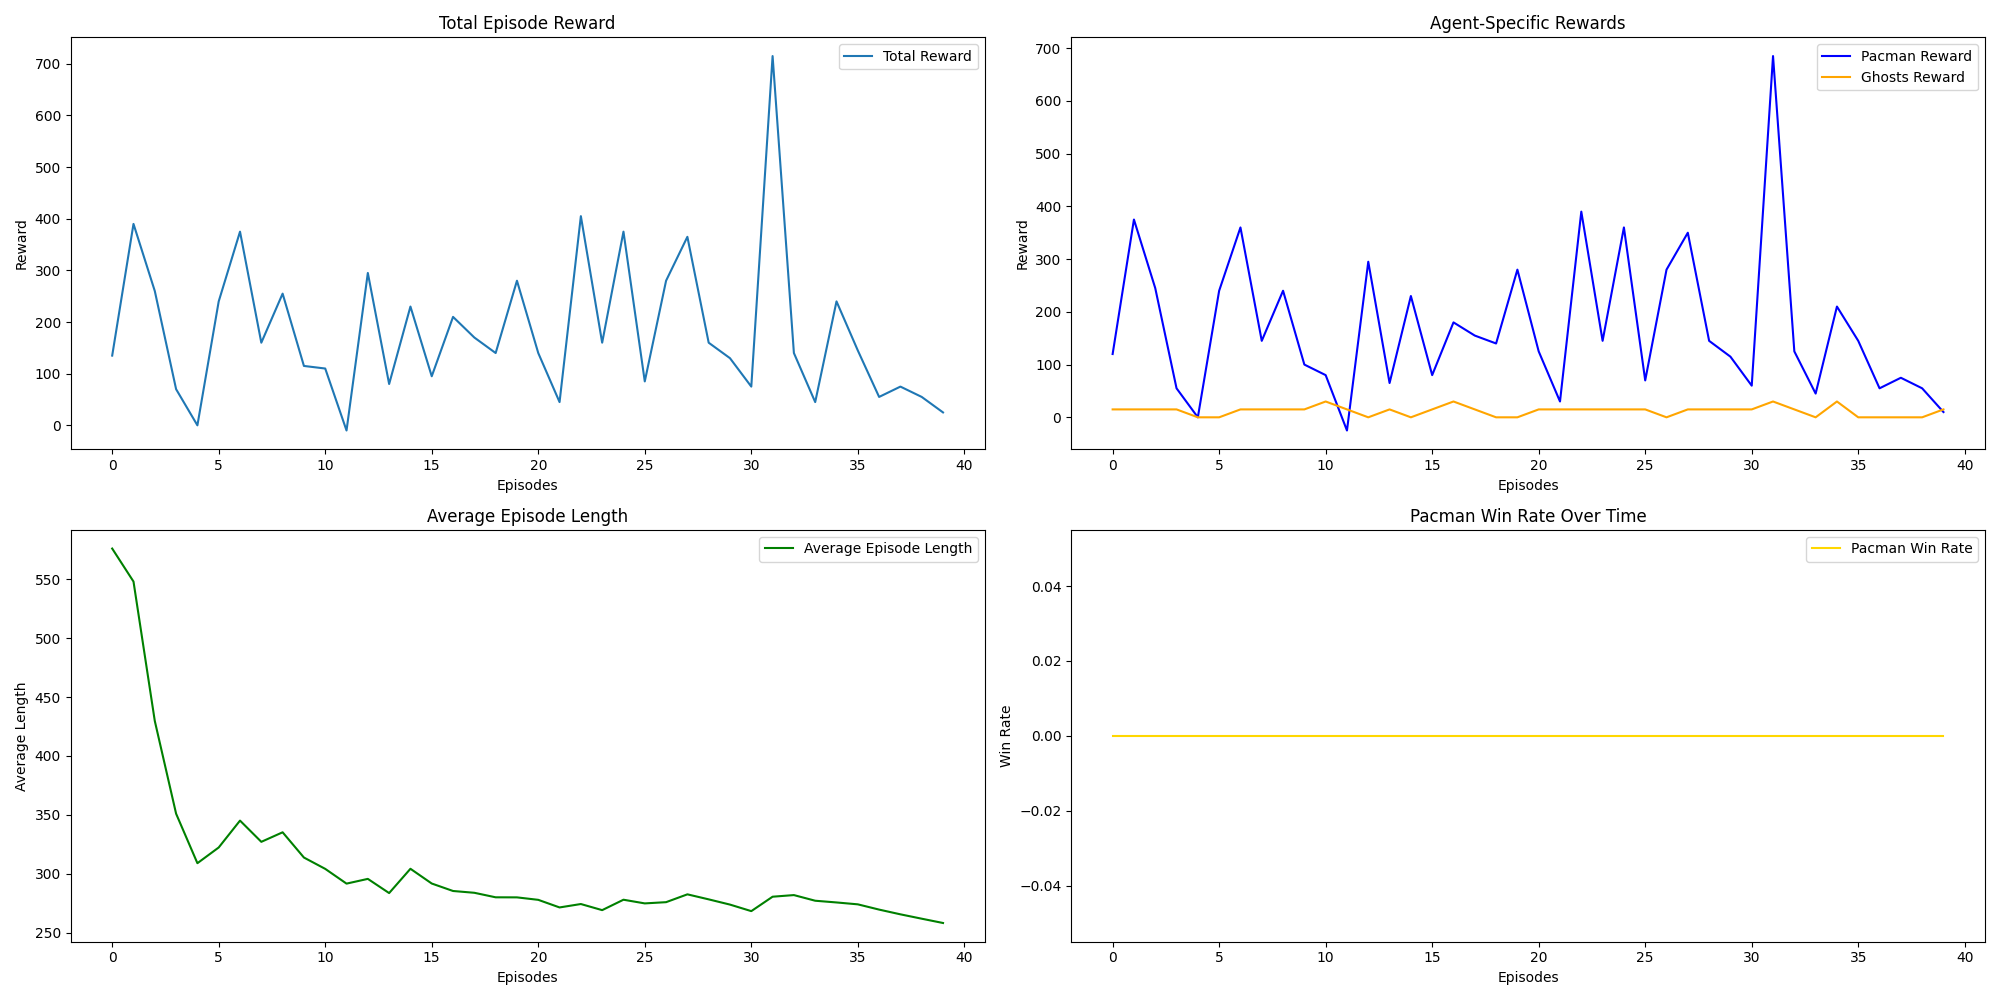 Total Episode Reward
Total Reward
700
600
500
400
300
200
100
0
Reward
0 5 10 15 20 25 30 35 40
Episodes
Agent-Specific Rewards
Pacman Reward
Ghosts Reward
700
600
500
400
300
200
100
0
Reward
0 5 10 15 20 25 30 35 40
Episodes
Average Episode Length
Average Episode Length
550
500
450
400
350
300
250
Average Length
0 5 10 15 20 25 30 35 40
Episodes
Pacman Win Rate Over Time
Pacman Win Rate
0.04
0.02
0.00
−0.02
−0.04
Win Rate
0 5 10 15 20 25 30 35 40
Episodes